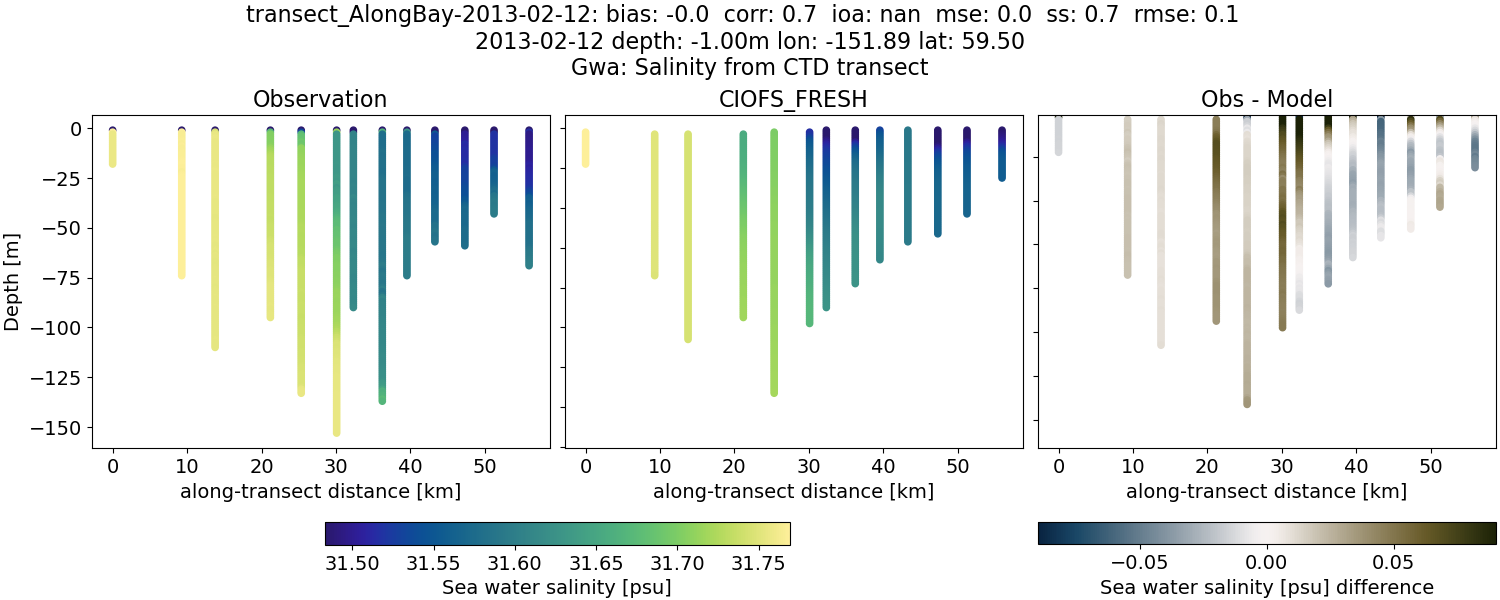 transect_AlongBay-2013-02-12: bias: -0.0  corr: 0.7  ioa: nan  mse: 0.0  ss: 0.7  rmse: 0.1
2013-02-12 depth: -1.00m lon: -151.89 lat: 59.50
Gwa: Salinity from CTD transect
Observation
CIOFS_FRESH
Obs - Model
Depth [m]
0
−25
−50
−75
−100
−125
−150
0 10 20 30 40 50
0 10 20 30 40 50
0 10 20 30 40 50
along-transect distance [km]
along-transect distance [km]
along-transect distance [km]
31.50 31.55 31.60 31.65 31.70 31.75
Sea water salinity [psu]
−0.05 0.00 0.05
Sea water salinity [psu] difference